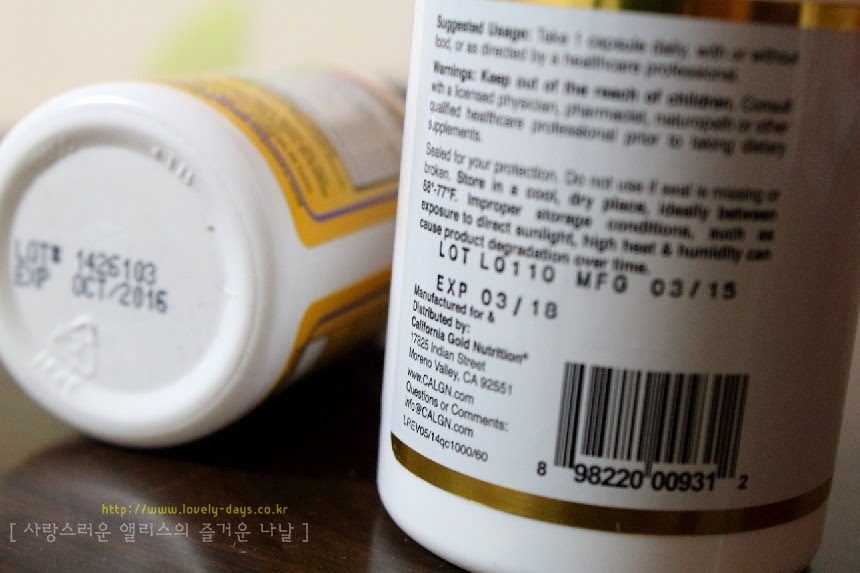 Suggested Usage: Take 1 capsule daily, with or without
food, or as directed by a healthcare professional.
Warnings: Keep out of the reach of children. Consult
with a licensed physician, pharmacist, naturopath or other
qualified healthcare professional prior to taking dietary
supplements.
Sealed for your protection. Do not use if seal is missing or
broken. Store in a cool, dry place, ideally between
68°-77°F. Improper storage conditions, such as
exposure to direct sunlight, high heat & humidity can
cause product degradation over time.
LOT L0110 MFG 03/15
EXP 03/18
Manufactured for &
Distributed by:
California Gold Nutrition®
17825 Indian Street
Moreno Valley, CA 92551
www.CALGN.com
Questions or Comments:
info@CALGN.com
LREV05/14qc1000/60
8 98220 00931 2
LOT# 1426103
EXP OCT/2016
http://www.lovely-days.co.kr
[ 사랑스러운 앨리스의 즐거운 나날 ]